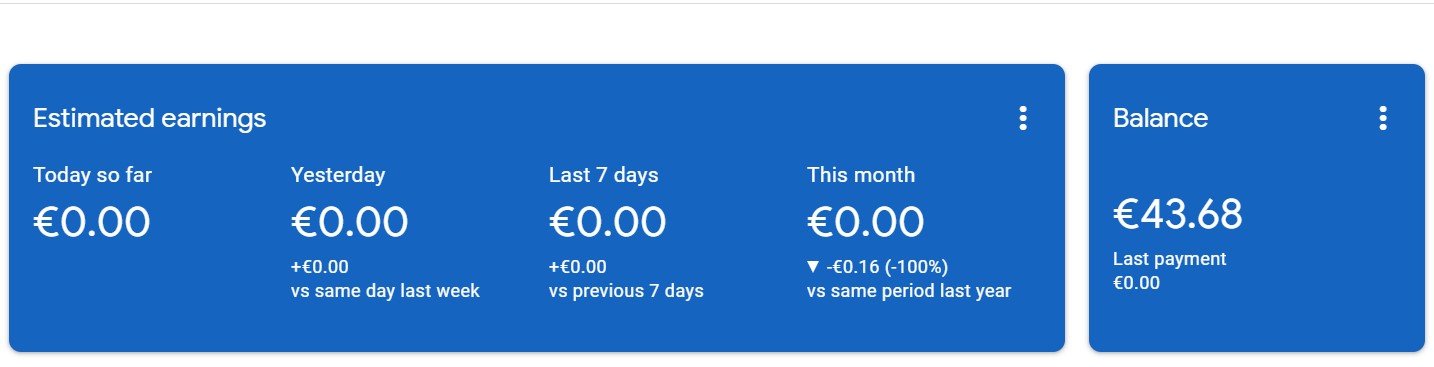 Estimated earnings
Today so far
€0.00
Yesterday
€0.00
+€0.00
vs same day last week
Last 7 days
€0.00
+€0.00
vs previous 7 days
This month
€0.00
▼ -€0.16 (-100%)
vs same period last year
Balance
€43.68
Last payment
€0.00